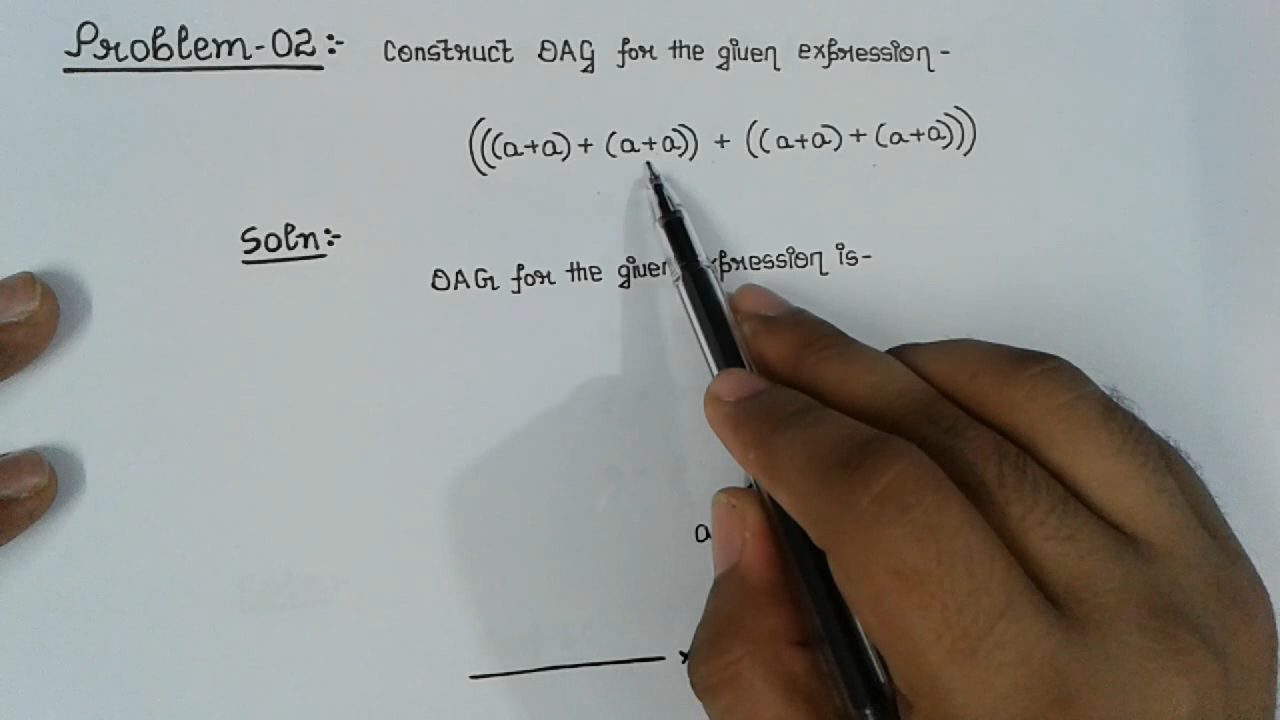 Problem-02:- Construct DAG for the given expression-
(((a+a) + (a+a)) + ((a+a) + (a+a)))
Soln:-
DAG for the given expression is-
a